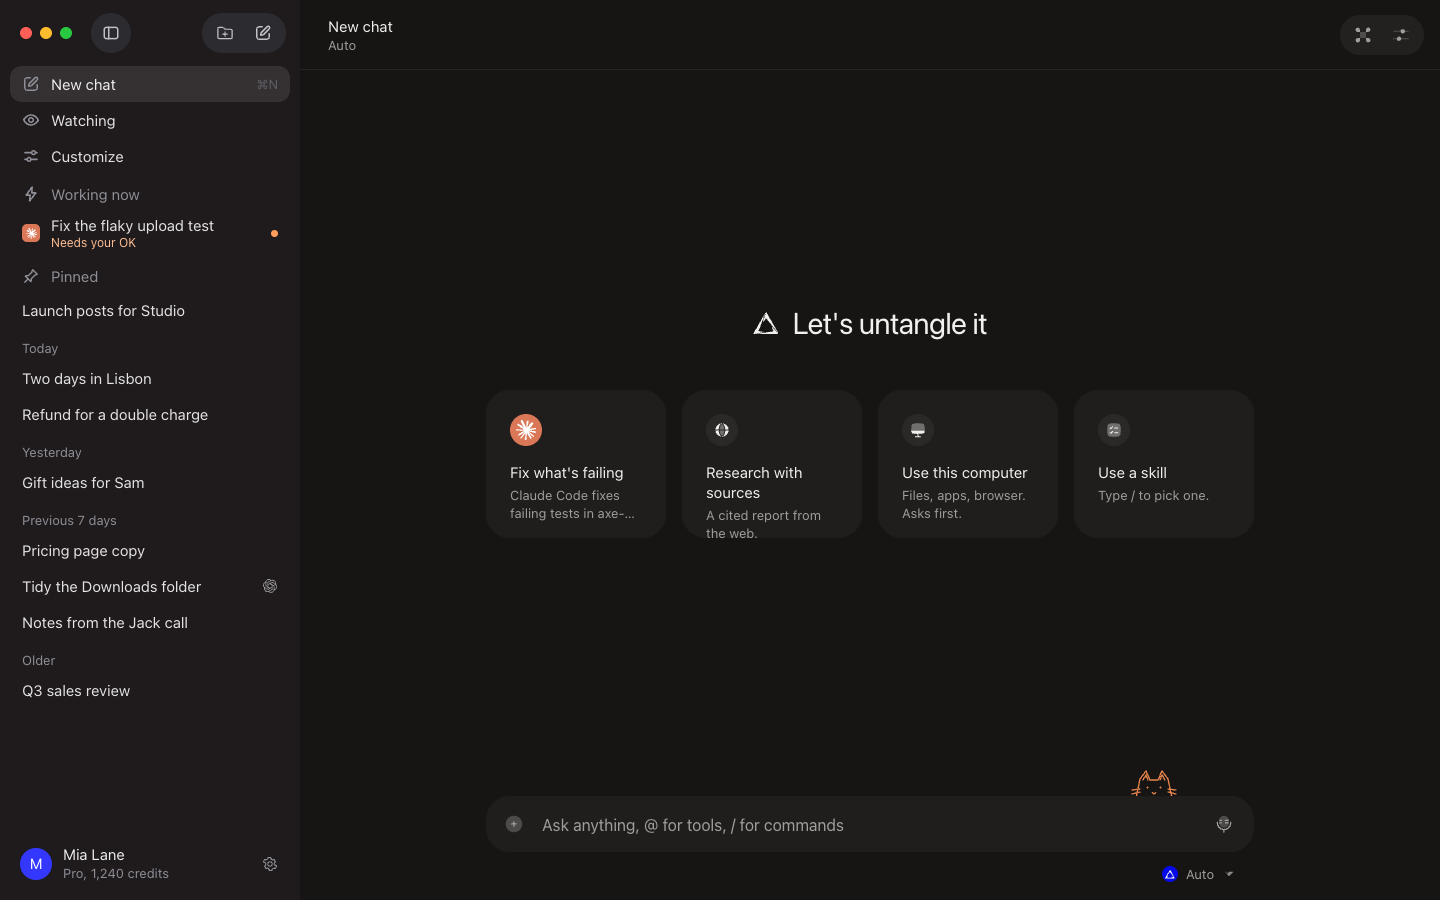 New chat
⌘N
Watching
Customize
Working now
Fix the flaky upload test
Needs your OK
Pinned
Launch posts for Studio
Today
Two days in Lisbon
Refund for a double charge
Yesterday
Gift ideas for Sam
Previous 7 days
Pricing page copy
Tidy the Downloads folder
Notes from the Jack call
Older
Q3 sales review
M
Mia Lane
Pro, 1,240 credits
New chat
Auto
Let's untangle it
Fix what's failing
Claude Code fixes
failing tests in axe-...
Research with
sources
A cited report from
the web.
Use this computer
Files, apps, browser.
Asks first.
Use a skill
Type / to pick one.
Ask anything, @ for tools, / for commands
Auto